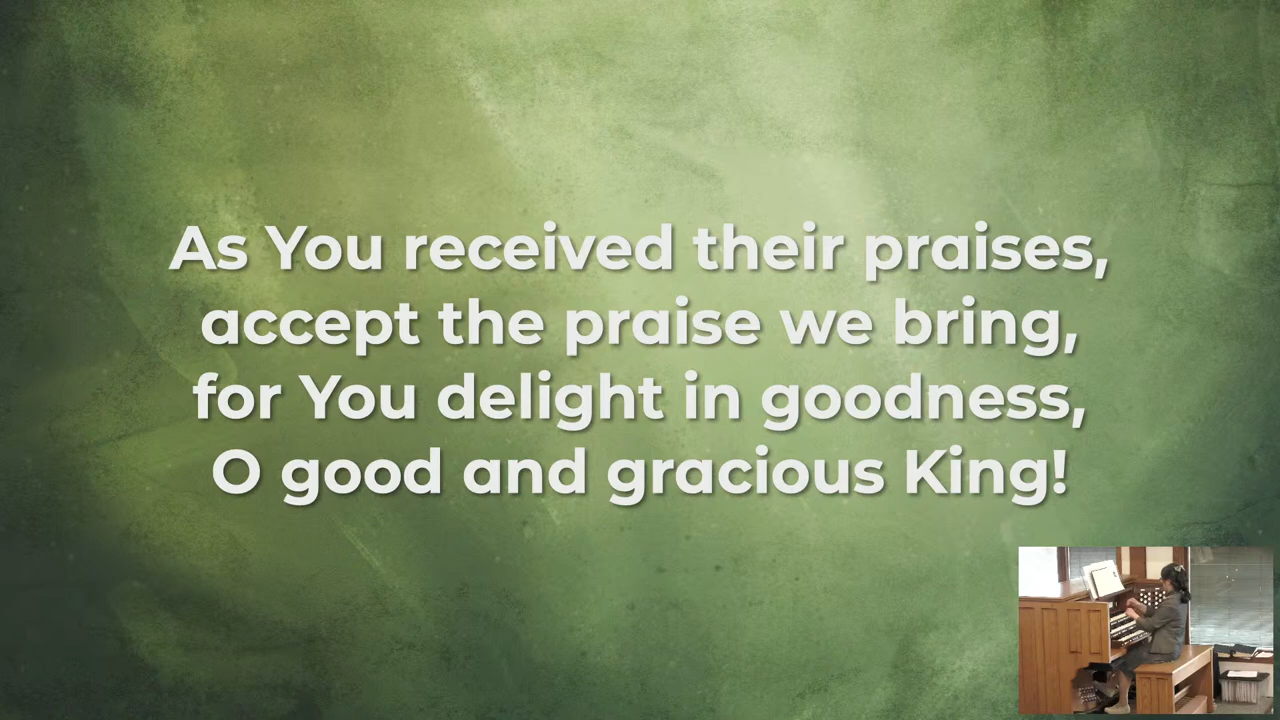 As You received their praises,
accept the praise we bring,
for You delight in goodness,
O good and gracious King!